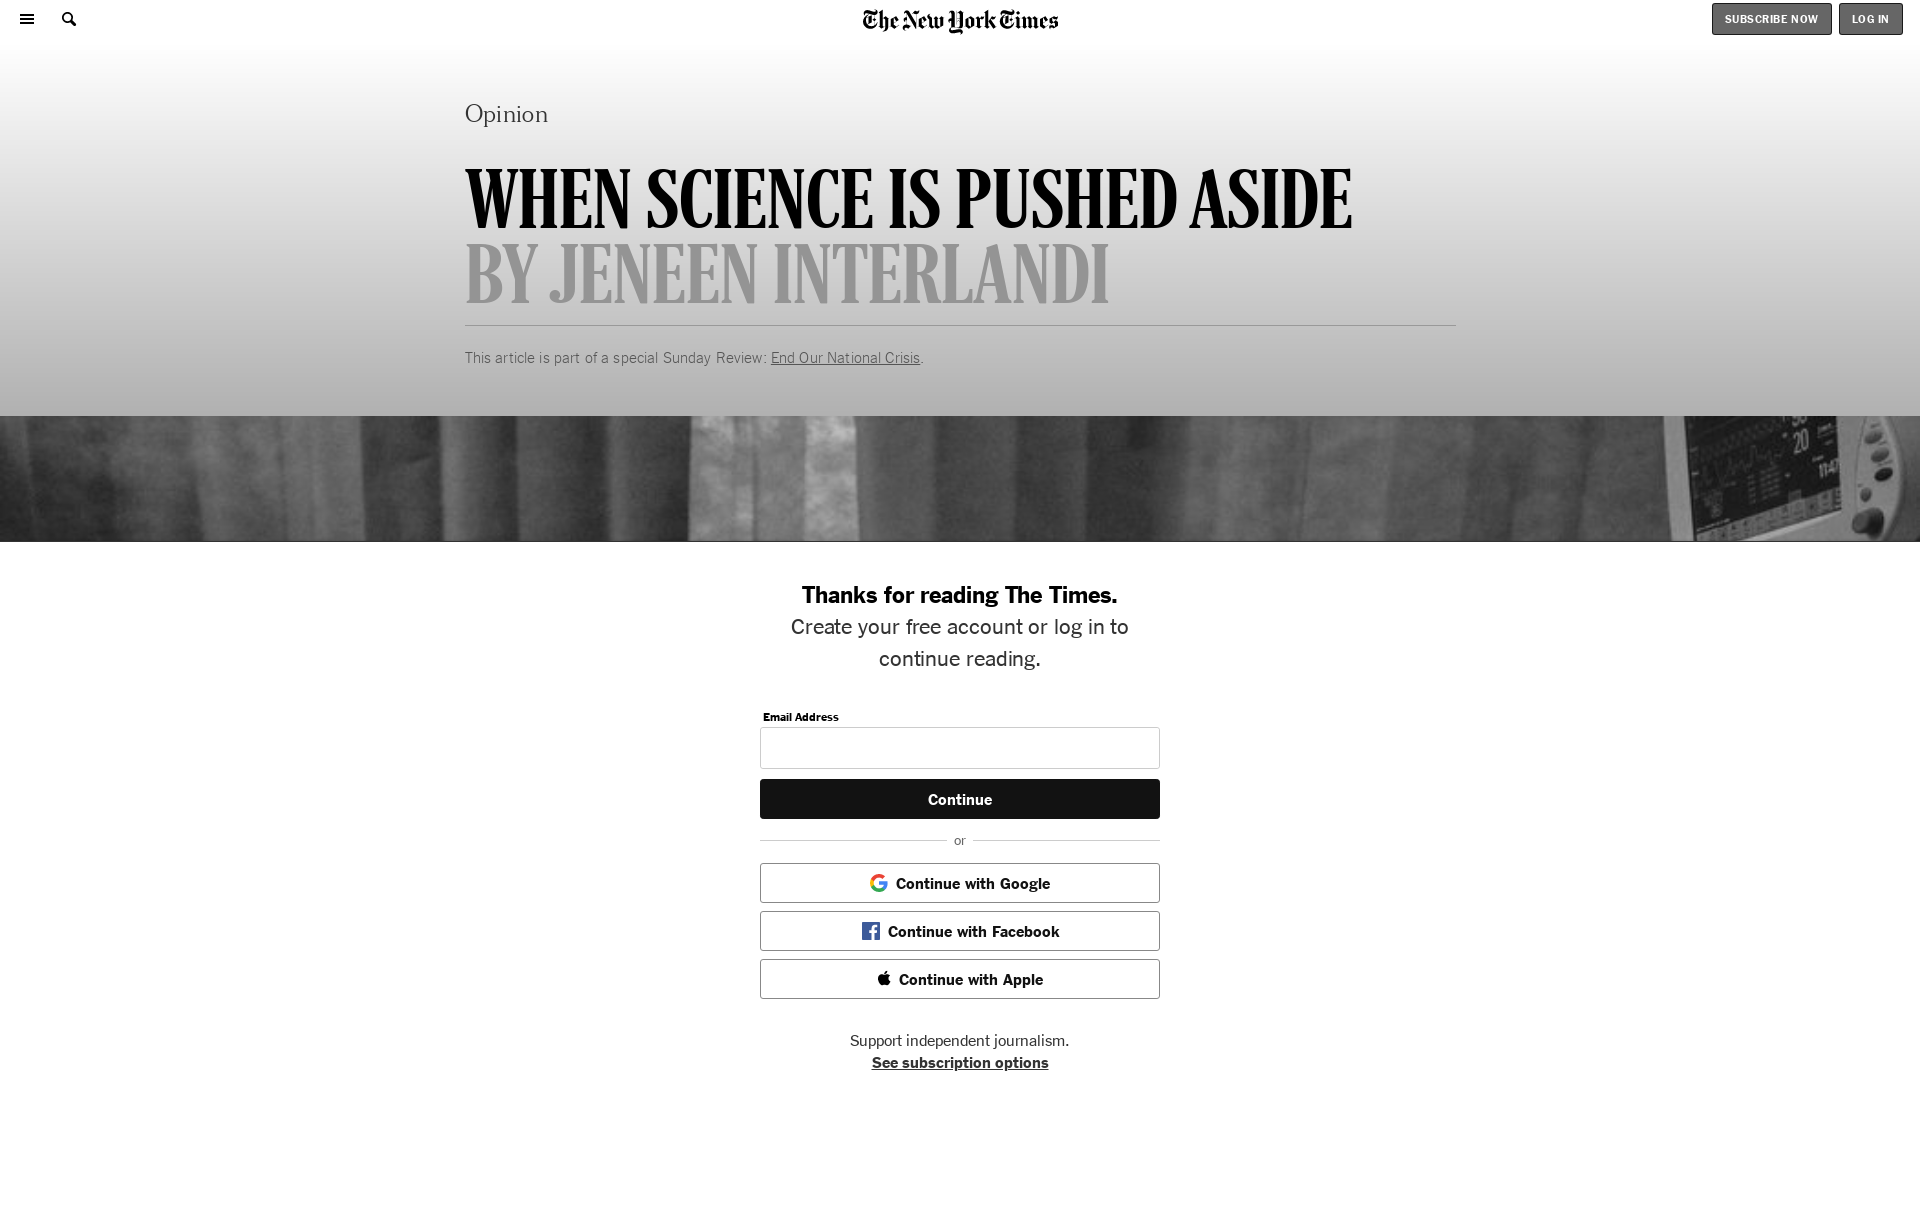 The New York Times
SUBSCRIBE NOW
LOG IN
Opinion
WHEN SCIENCE IS PUSHED ASIDE
BY JENEEN INTERLANDI
This article is part of a special Sunday Review: End Our National Crisis.
20
11:47
Thanks for reading The Times.
Create your free account or log in to
continue reading.
Email Address
Continue
or
Continue with Google
Continue with Facebook
Continue with Apple
Support independent journalism.
See subscription options